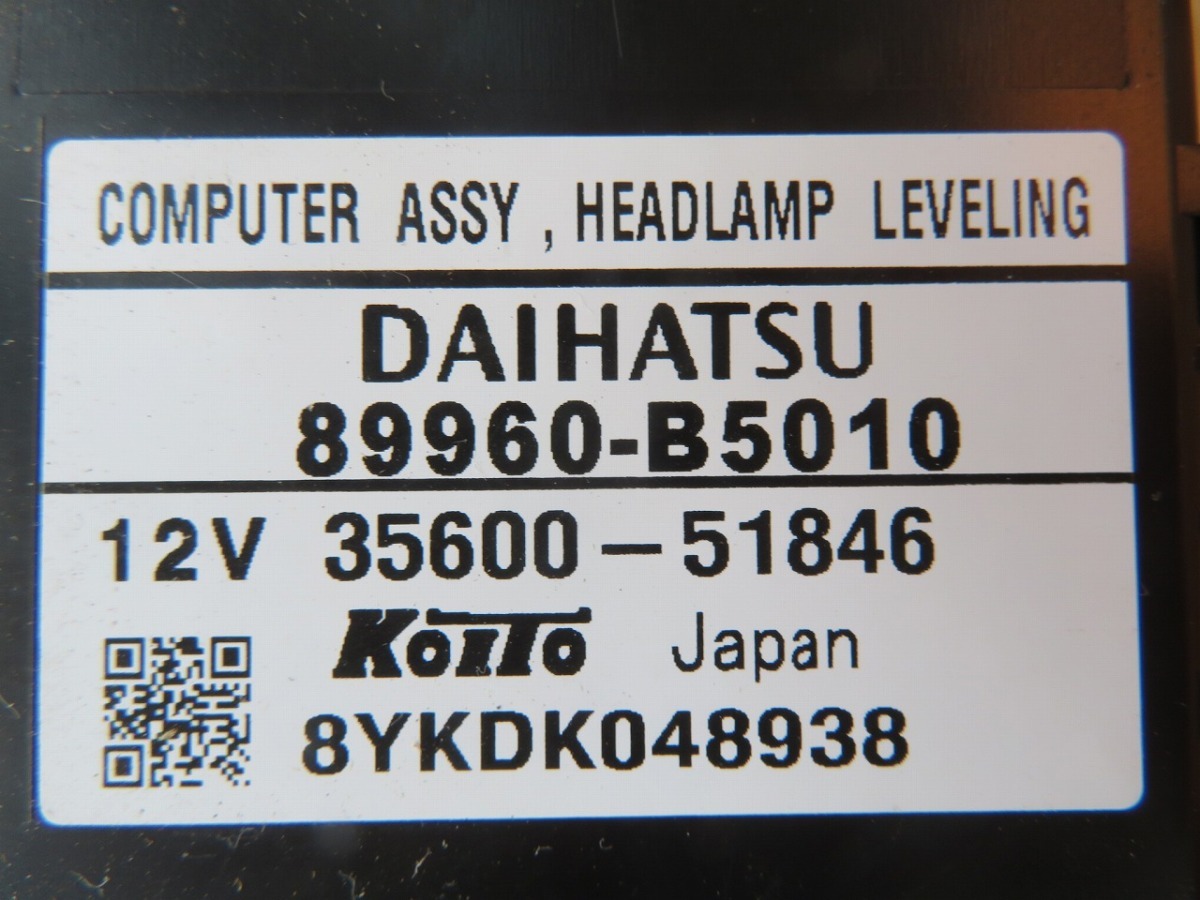 COMPUTER ASSY , HEADLAMP LEVELING
DAIHATSU
89960-B5010
12V 35600-51846
KOITO Japan
8YKDK048938